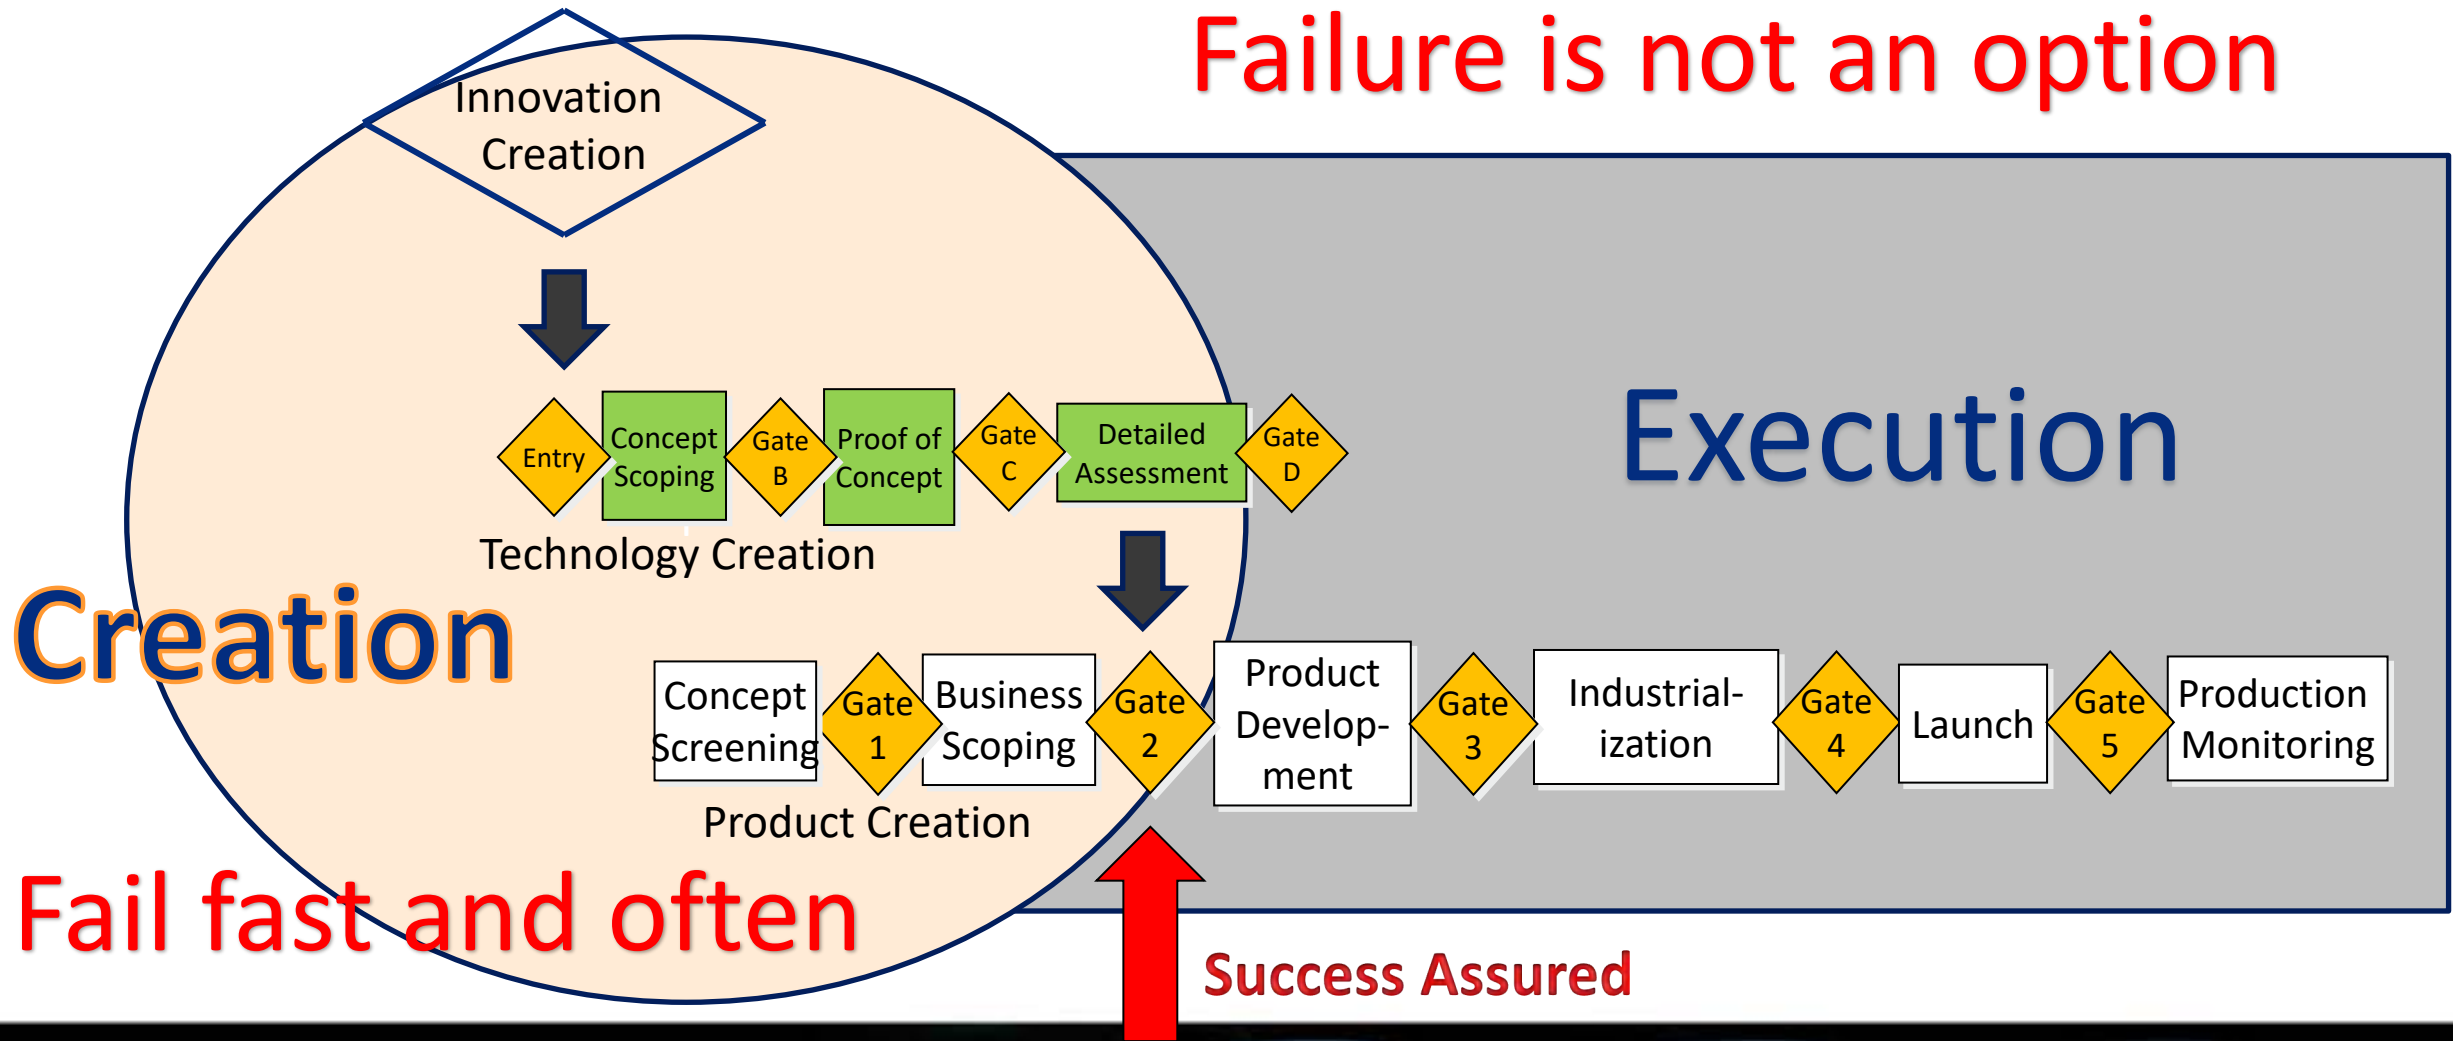 Failure is not an option
Innovation
Creation
Execution
Entry
Concept
Scoping
Gate
B
Proof of
Concept
Gate
C
Detailed
Assessment
Gate
D
Technology Creation
Creation
Concept
Screening
Gate
1
Business
Scoping
Gate
2
Product
Develop-
ment
Gate
3
Industrial-
ization
Gate
4
Launch
Gate
5
Production
Monitoring
Product Creation
Fail fast and often
Success Assured